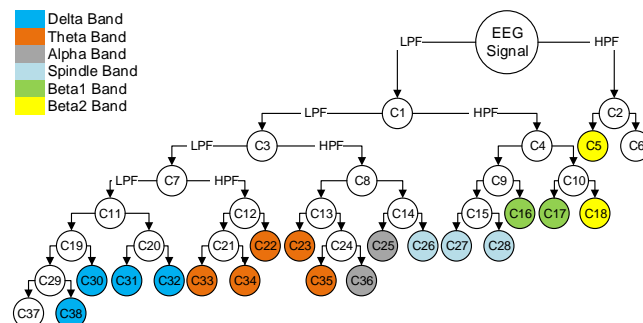 Delta Band
Theta Band
Alpha Band
Spindle Band
Beta1 Band
Beta2 Band
EEG
Signal
LPF
HPF
C1
C2
LPF
HPF
C3
C4
C5
C6
LPF
HPF
C7
C8
C9
C10
LPF
HPF
C11
C12
C13
C14
C15
C16
C17
C18
C19
C20
C21
C22
C23
C24
C25
C26
C27
C28
C29
C30
C31
C32
C33
C34
C35
C36
C37
C38